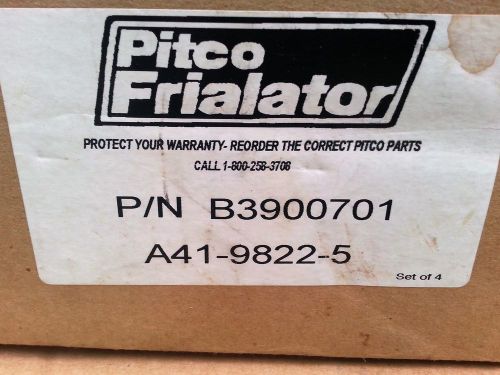 Pitco
Frialator
PROTECT YOUR WARRANTY- REORDER THE CORRECT PITCO PARTS
CALL 1-800-258-3708
P/N B3900701
A41-9822-5
Set of 4